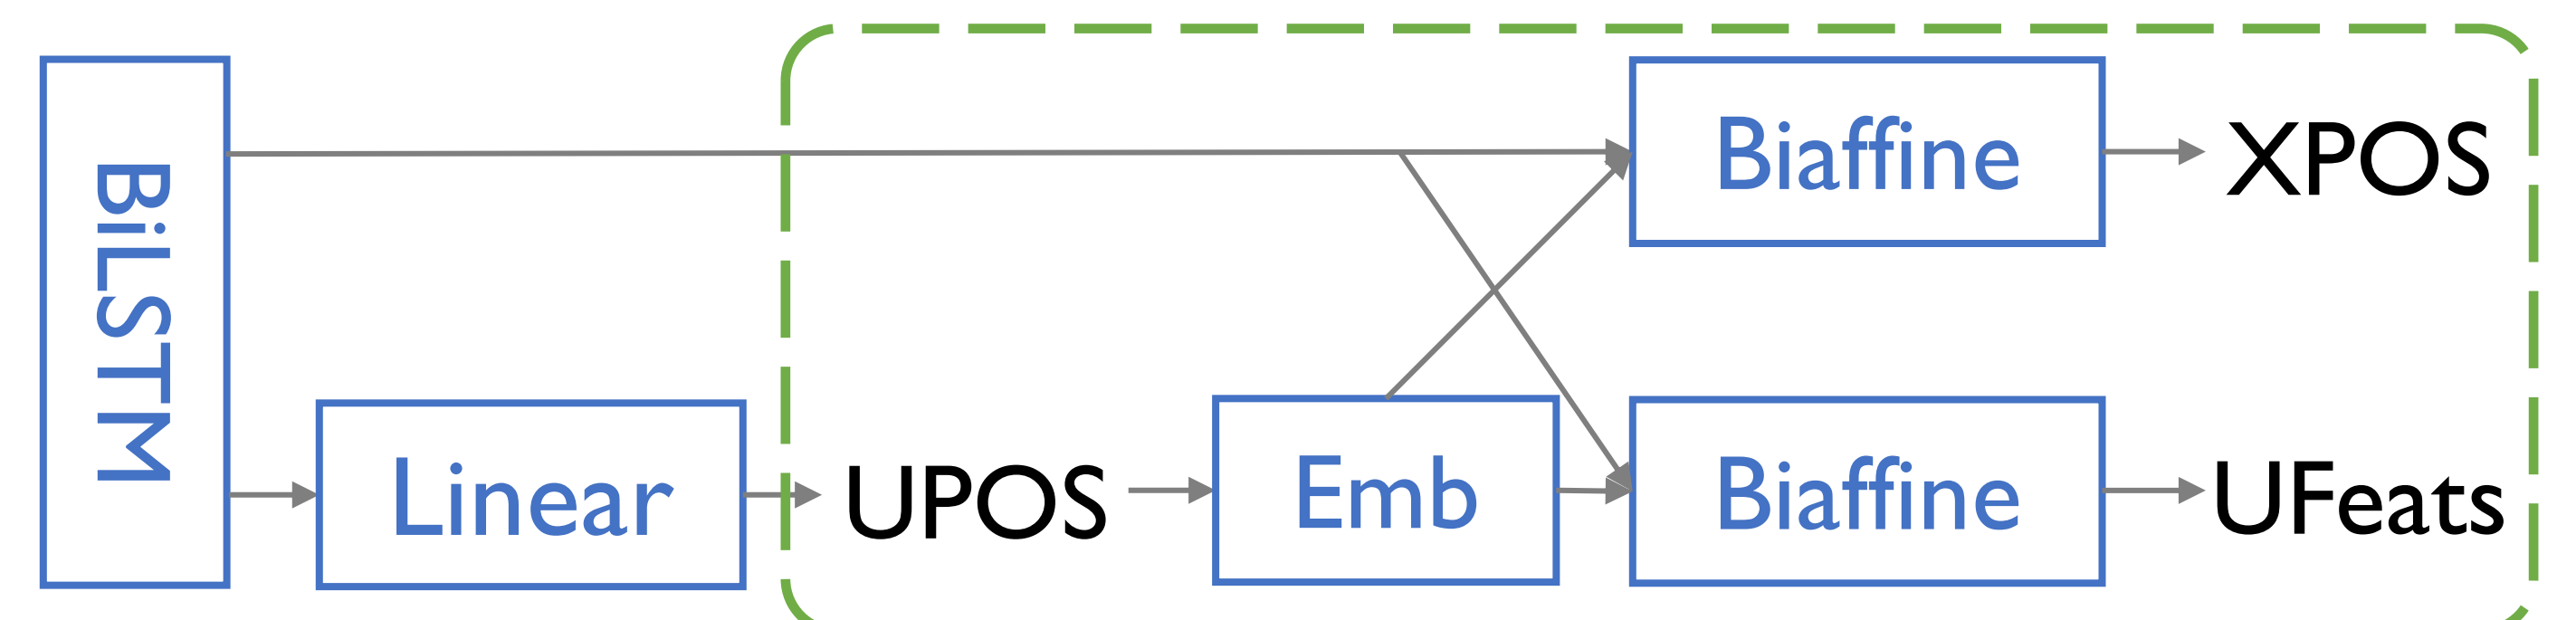 BiLSTM
Biaffine
XPOS
Linear
UPOS
Emb
Biaffine
UFeats